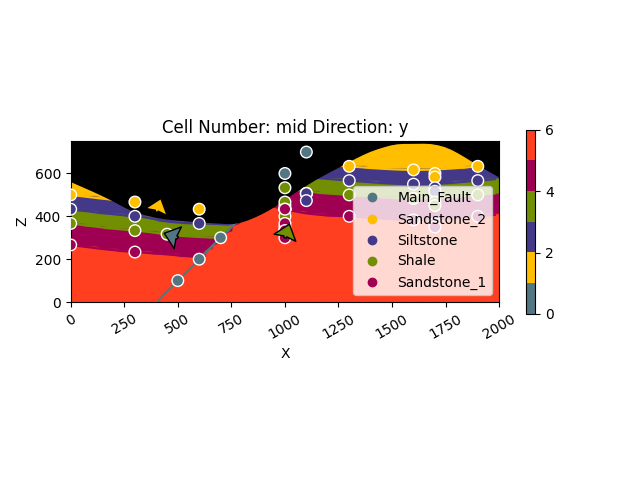 Cell Number: mid Direction: y
6
4
2
0
600
400
200
0
Z
Main_Fault
Sandstone_2
Siltstone
Shale
Sandstone_1
0
250
500
750
1000
1250
1500
1750
2000
X